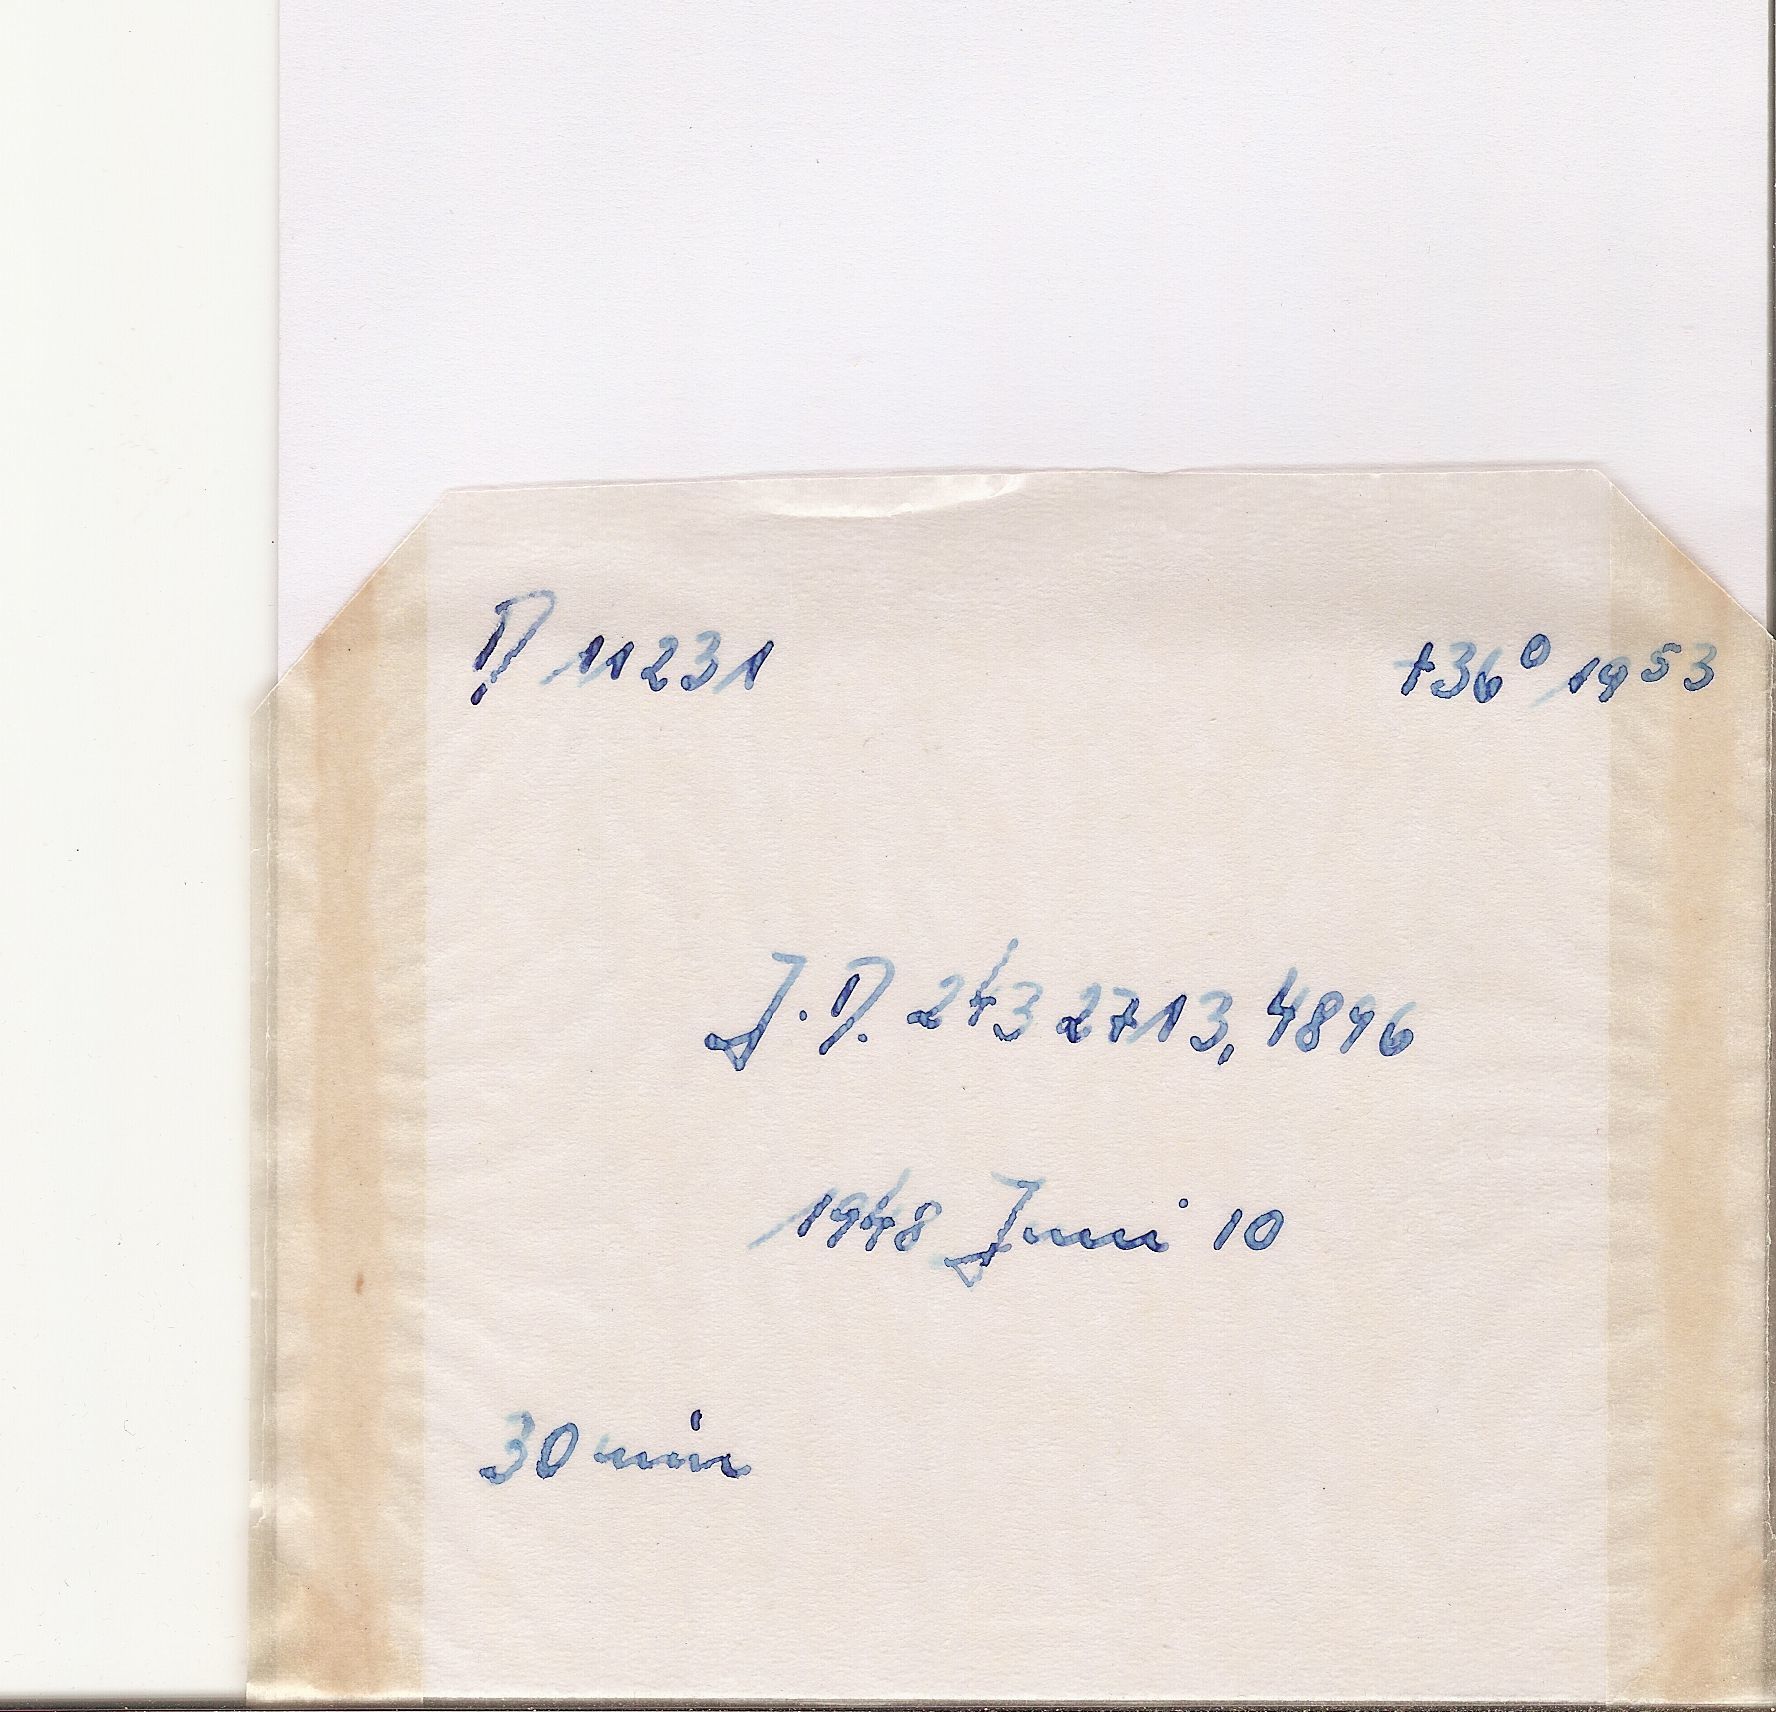 D 11231 +36° 1953
J.D. 243 2713,4896
1948 Juni 10
30 min